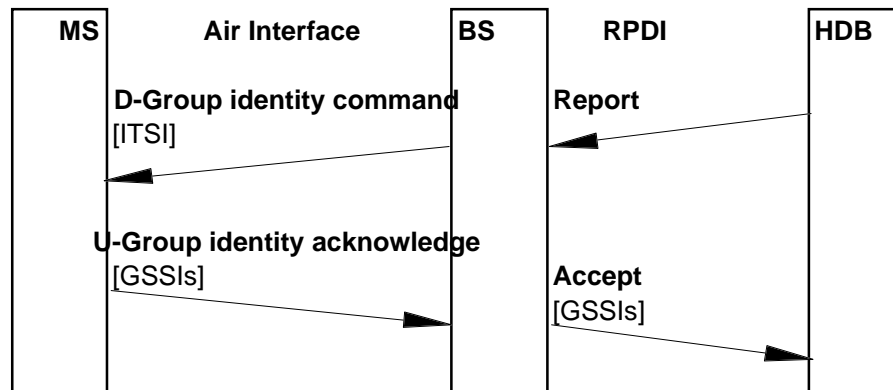 MS Air Interface BS RPDI HDB
D-Group identity command Report
[ITSI]
U-Group identity acknowledge
[GSSIs] Accept
[GSSIs]